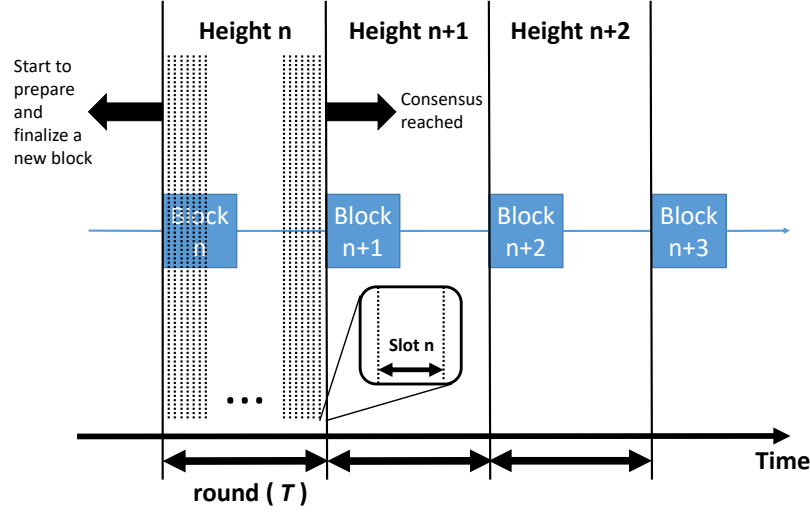 Height n
Height n+1
Height n+2
Start to
prepare
and
finalize a
new block
Consensus
reached
Block
n
Block
n+1
Block
n+2
Block
n+3
Slot n
...
Time
round ( T )